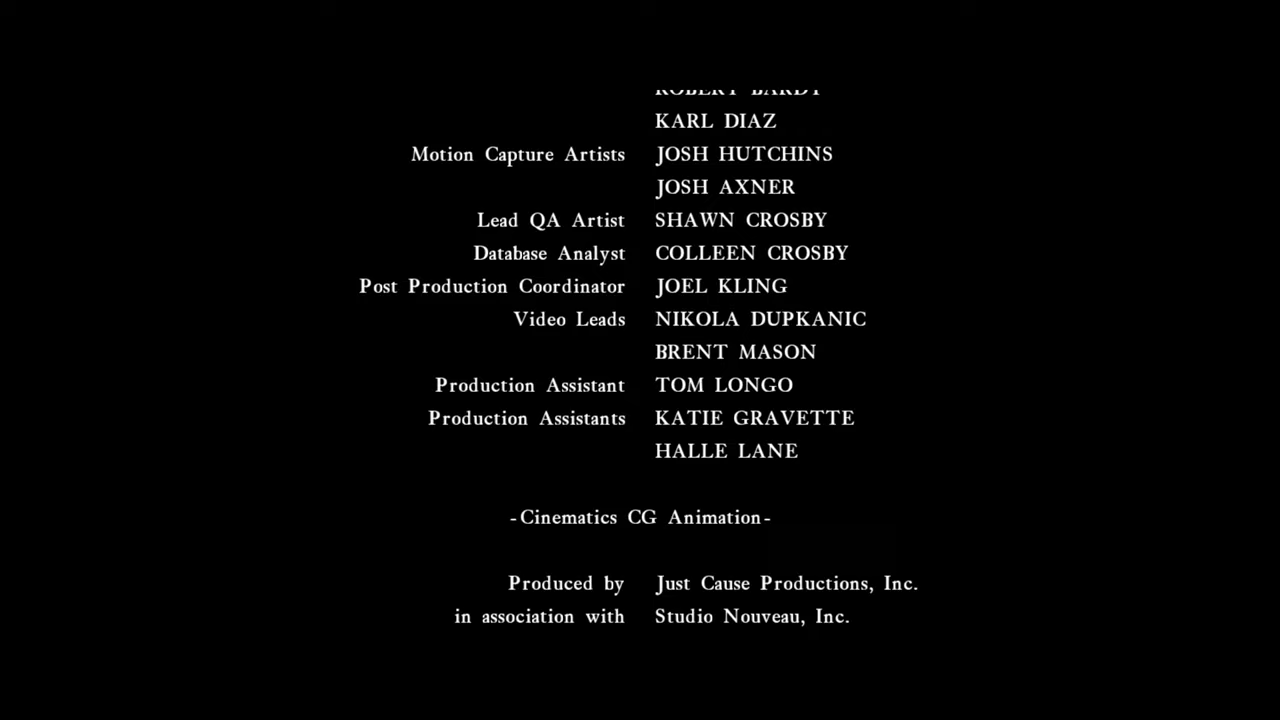 KARL DIAZ
Motion Capture Artists JOSH HUTCHINS
JOSH AXNER
Lead QA Artist SHAWN CROSBY
Database Analyst COLLEEN CROSBY
Post Production Coordinator JOEL KLING
Video Leads NIKOLA DUPKANIC
BRENT MASON
Production Assistant TOM LONGO
Production Assistants KATIE GRAVETTE
HALLE LANE
-Cinematics CG Animation-
Produced by Just Cause Productions, Inc.
in association with Studio Nouveau, Inc.